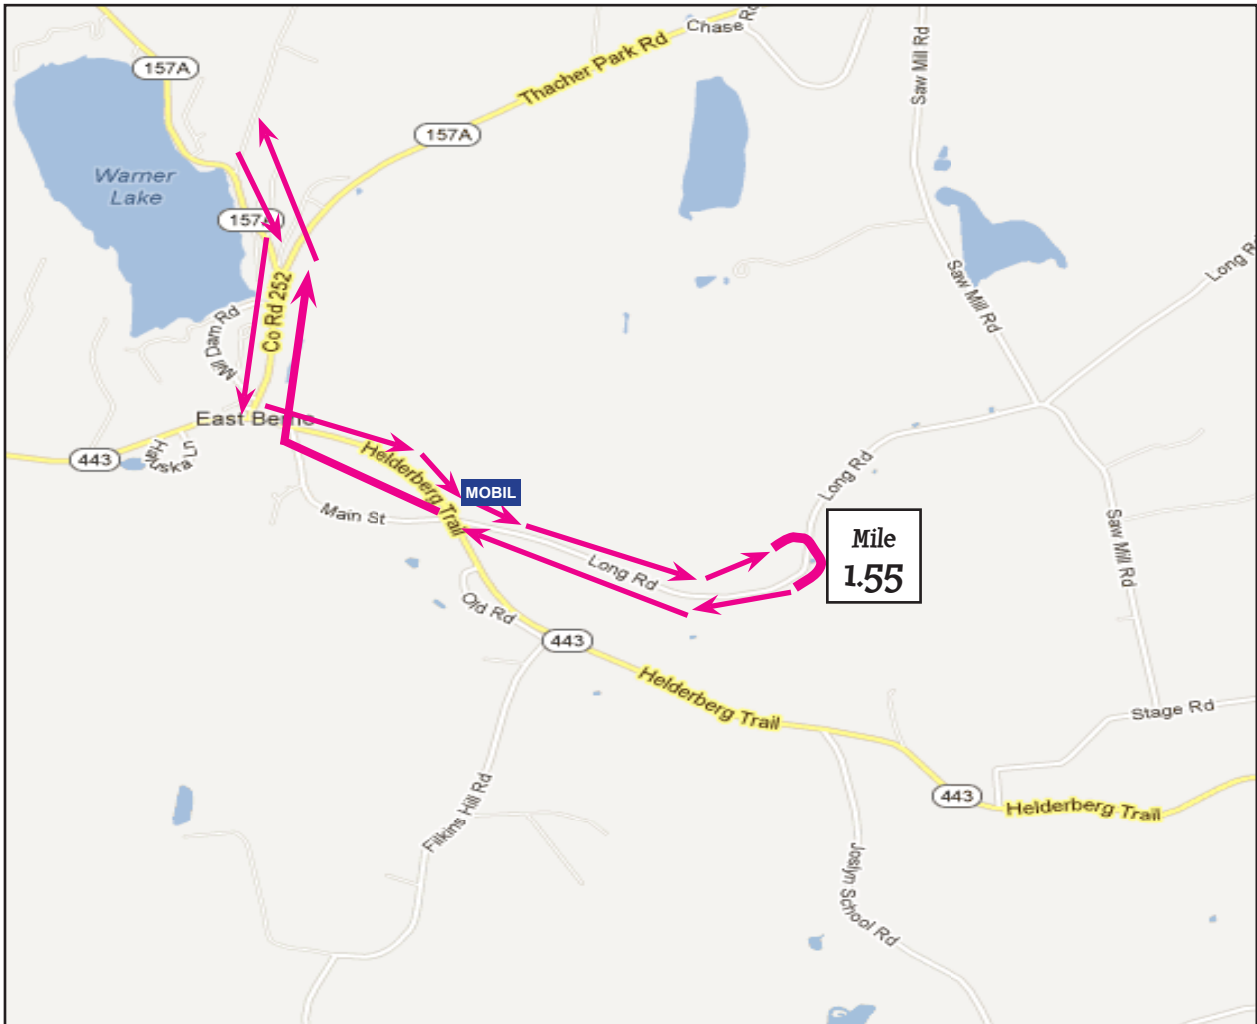 Chase Rd
157A
Thacher Park Rd
Saw Mill Rd
157A
Warner
Lake
157A
Long R
Saw Mill Rd
Co Rd 252
Mill Dam Rd
East Berne
443
Haluska Ln
Helderberg Trail
Long Rd
MOBIL
Main St
Mile
1.55
Saw Mill Rd
Long Rd
Old Rd
443
Helderberg Trail
Stage Rd
443
Helderberg Trail
Filkins Hill Rd
Joslyn School Rd